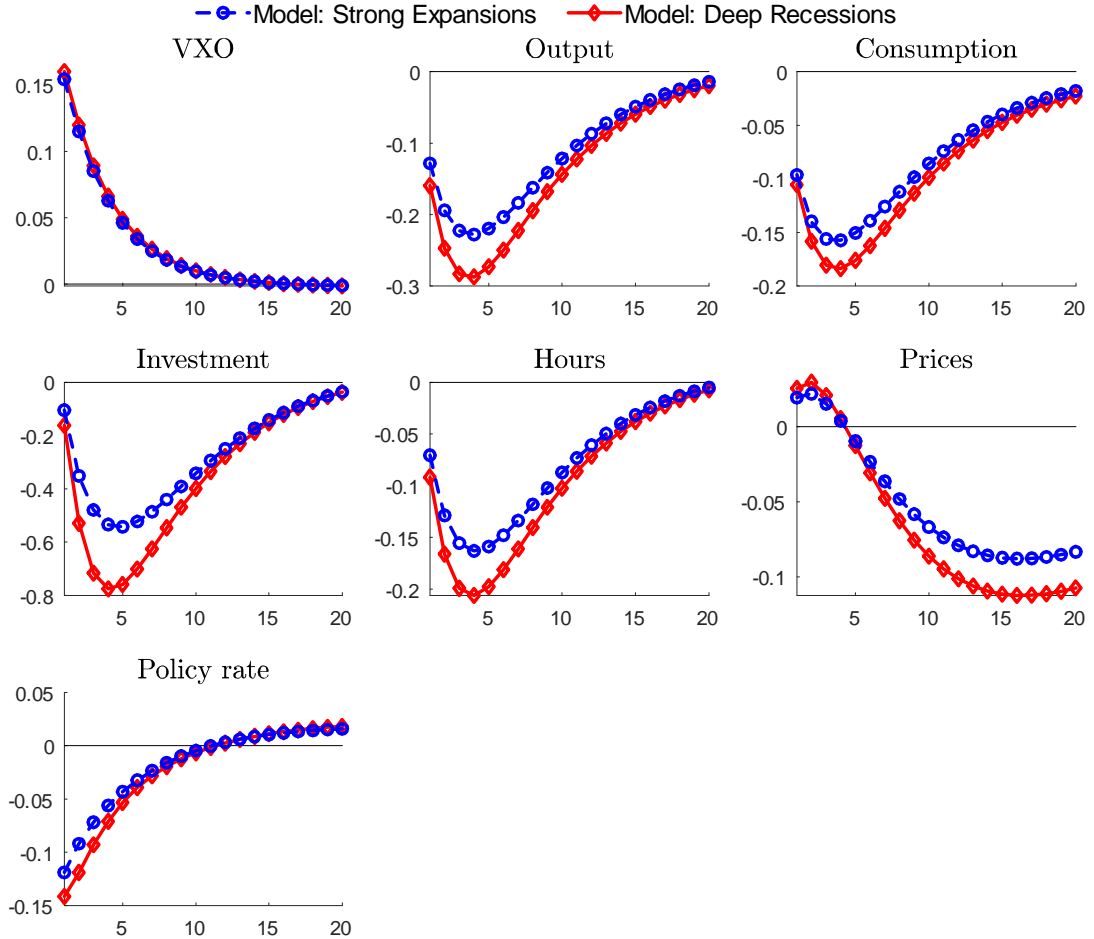 Model: Strong Expansions Model: Deep Recessions
VXO Output Consumption
0.15
0.1
0.05
0
5 10 15 20
0
-0.1
-0.2
-0.3
5 10 15 20
0
-0.05
-0.1
-0.15
-0.2
5 10 15 20
Investment Hours Prices
0
-0.2
-0.4
-0.6
-0.8
5 10 15 20
0
-0.05
-0.1
-0.15
-0.2
5 10 15 20
0
-0.05
-0.1
5 10 15 20
Policy rate
0.05
0
-0.05
-0.1
-0.15
5 10 15 20